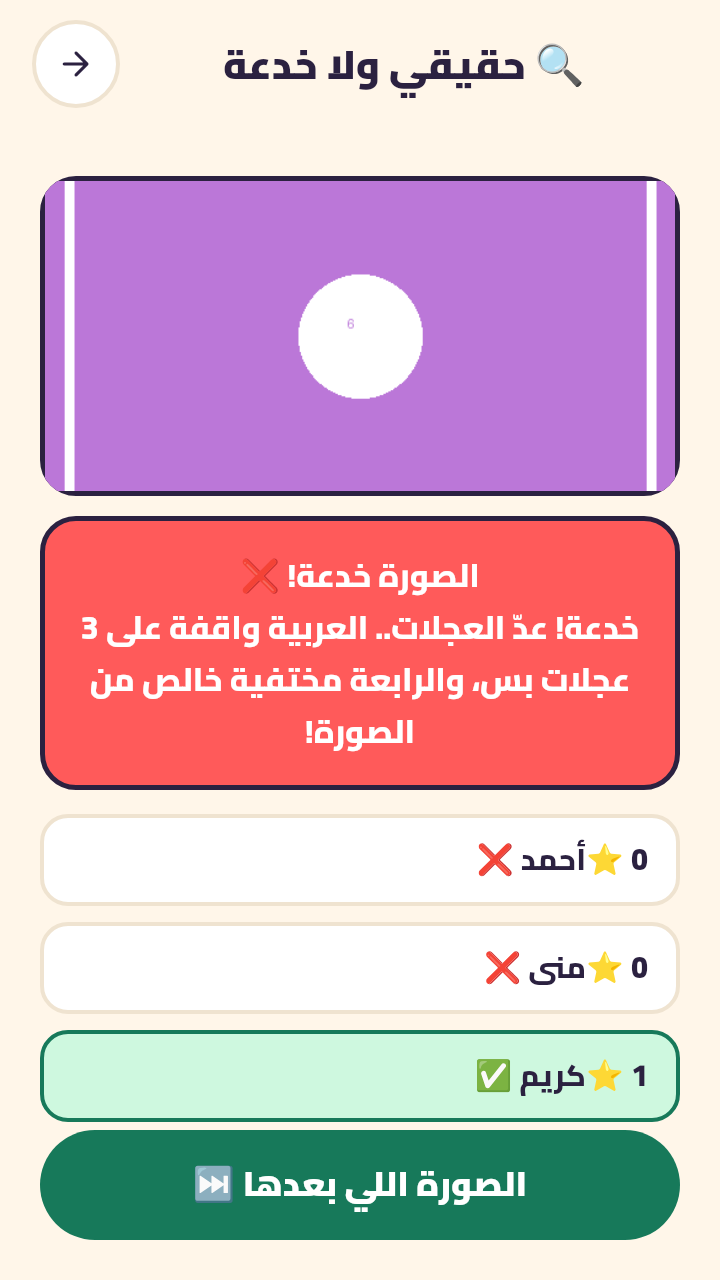 🔍 حقيقي ولا خدعة
6
الصورة خدعة! ❌
خدعة! عدّ العجلات.. العربية واقفة على 3
عجلات بس، والرابعة مختفية خالص من
الصورة!
أحمد ❌ 0 ⭐
منى ❌ 0 ⭐
كريم ✅ 1 ⭐
الصورة اللي بعدها ⏭️